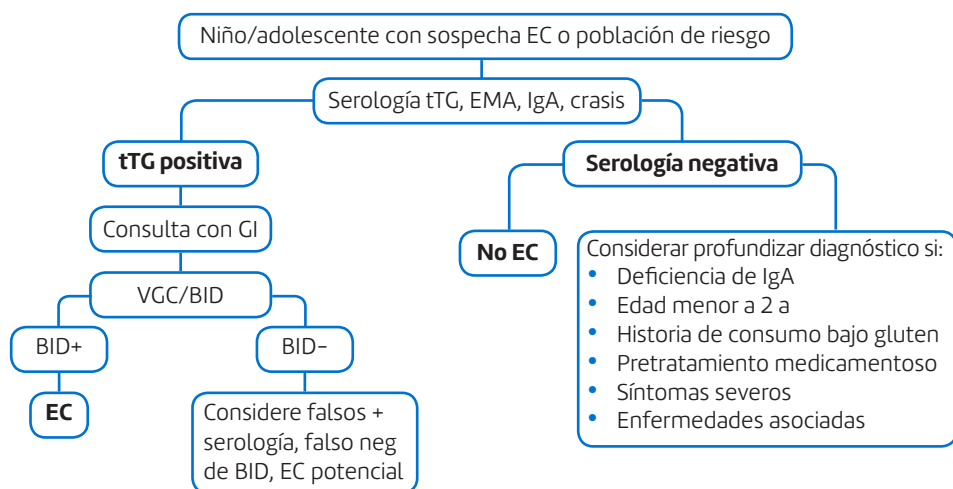 Niño/adolescente con sospecha EC o población de riesgo
Serología tTG, EMA, IgA, crasis
tTG positiva
Serología negativa
Consulta con GI
No EC
VGC/BID
BID+
BID–
EC
Considere falsos +
serología, falso neg
de BID, EC potencial
Considerar profundizar diagnóstico si:
• Deficiencia de IgA
• Edad menor a 2 a
• Historia de consumo bajo gluten
• Pretratamiento medicamentoso
• Síntomas severos
• Enfermedades asociadas